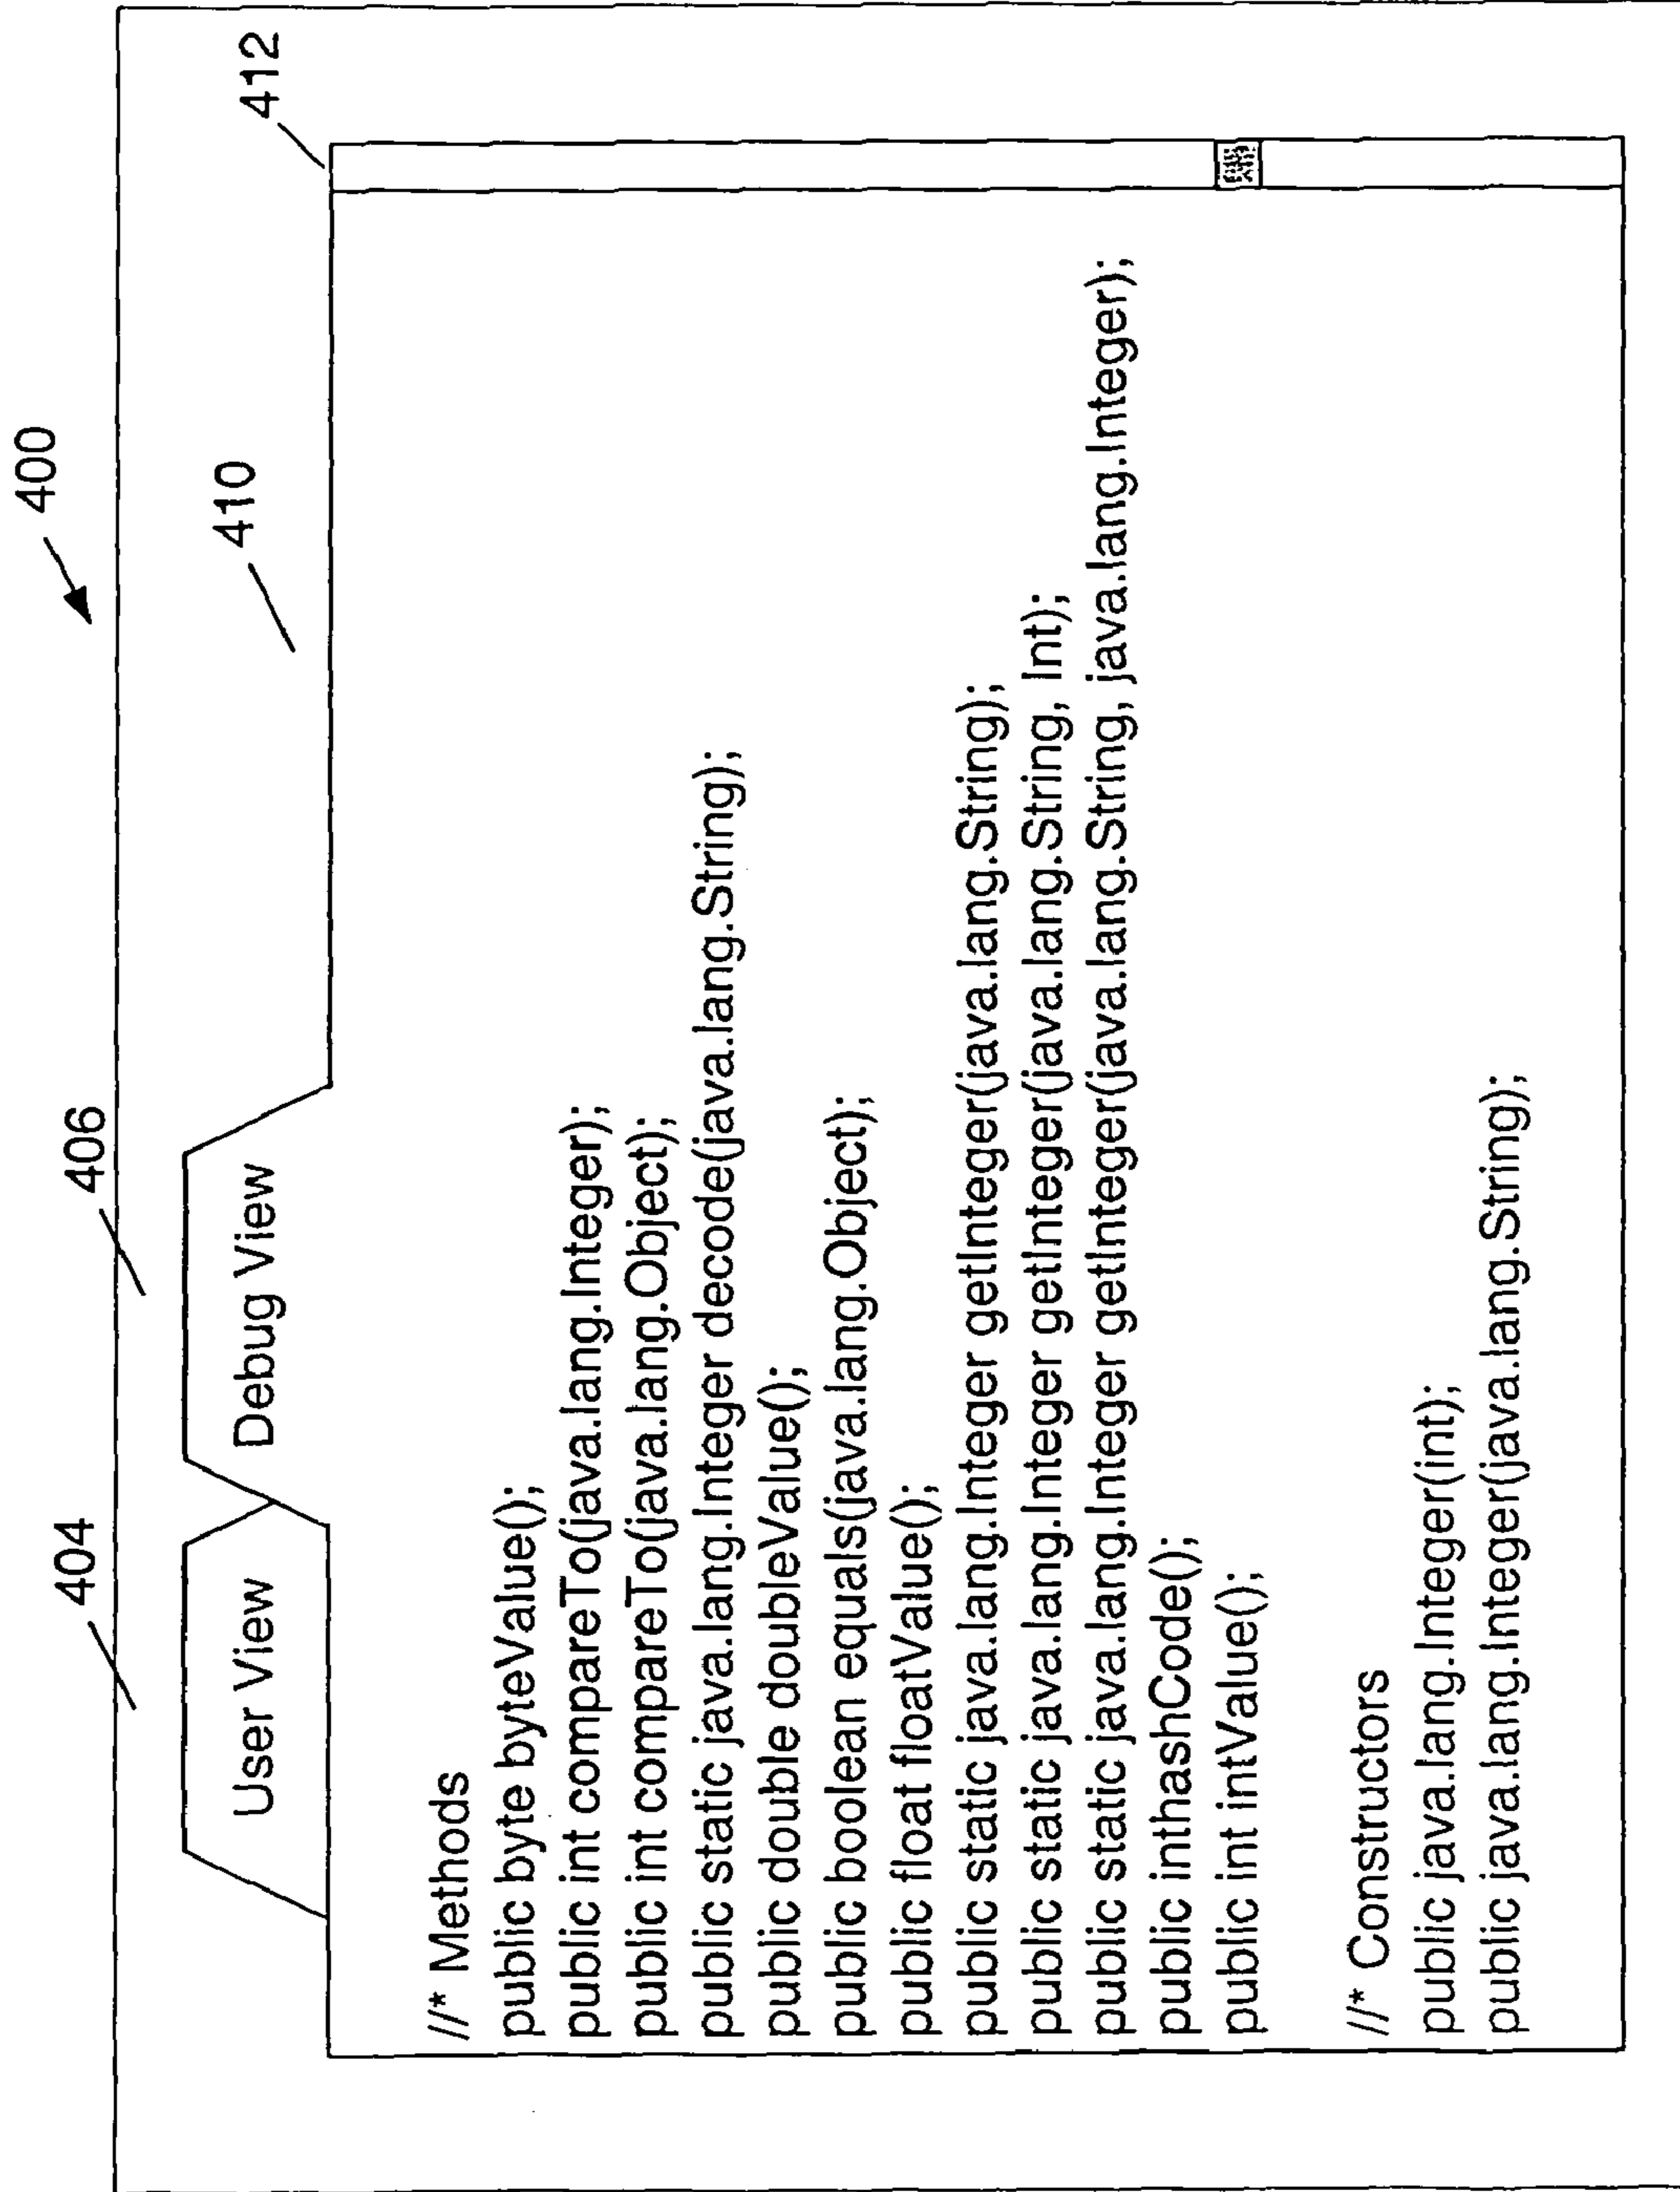 400
404
406
410
412
User View
Debug View
//* Methods
public byte byteValue();
public int compareTo(java.lang.Integer);
public int compareTo(java.lang.Object);
public static java.lang.Integer decode(java.lang.String);
public double doubleValue();
public boolean equals(java.lang.Object);
public float floatValue();
public static java.lang.Integer getInteger(java.lang.String);
public static java.lang.Integer getInteger(java.lang.String, Int);
public static java.lang.Integer getInteger(java.lang.String, java.lang.Integer);
public inthashCode();
public int intValue();
//* Constructors
public java.lang.Integer(int);
public java.lang.Integer(java.lang.String);